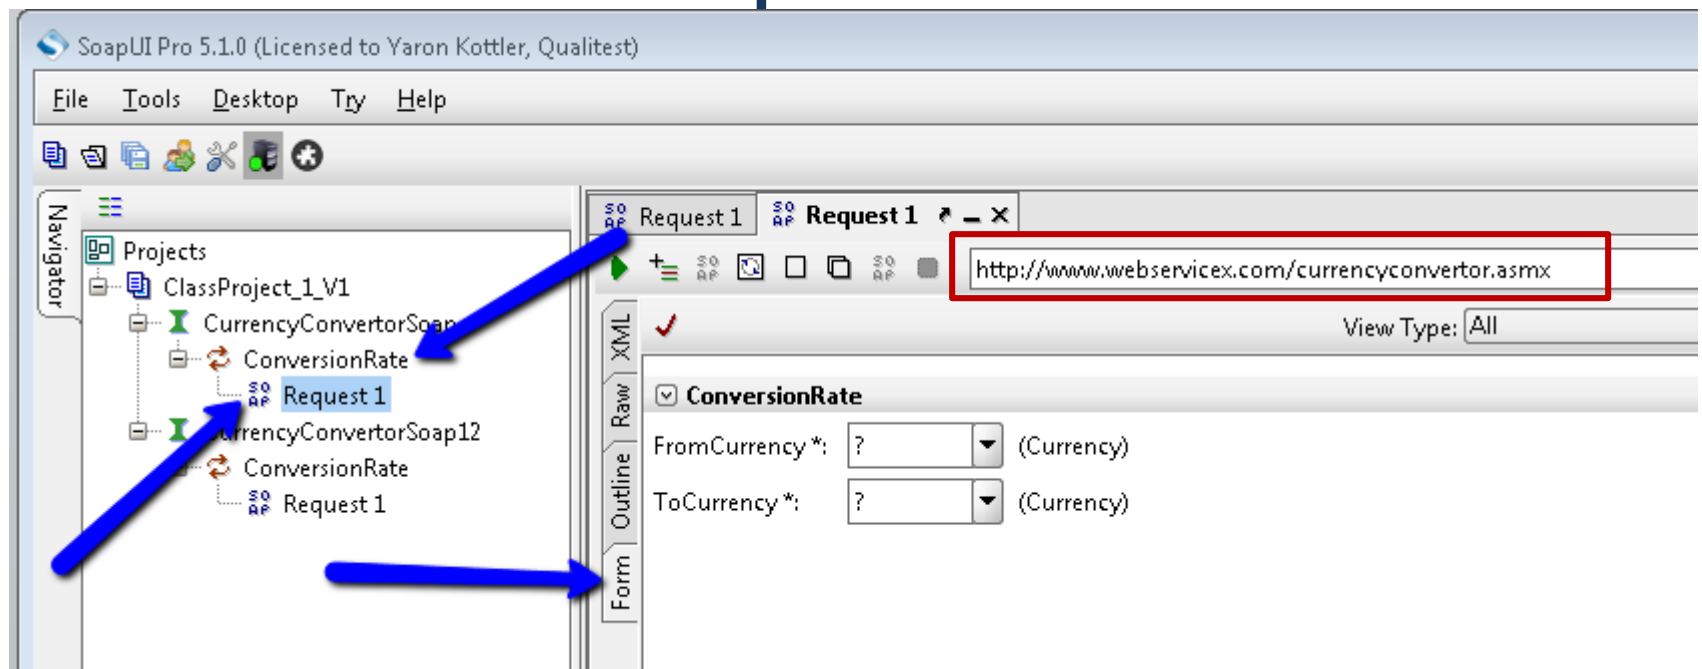 SoapUI Pro 5.1.0 (Licensed to Yaron Kottler, Qualitest)
File Tools Desktop Try Help
Navigator
Projects
ClassProject_1_V1
CurrencyConvertorSoap
ConversionRate
Request 1
CurrencyConvertorSoap12
ConversionRate
Request 1
Request 1
Request 1
http://www.webservicex.com/currencyconvertor.asmx
View Type: All
XML
Raw
Outline
Form
ConversionRate
FromCurrency *: ? (Currency)
ToCurrency *: ? (Currency)